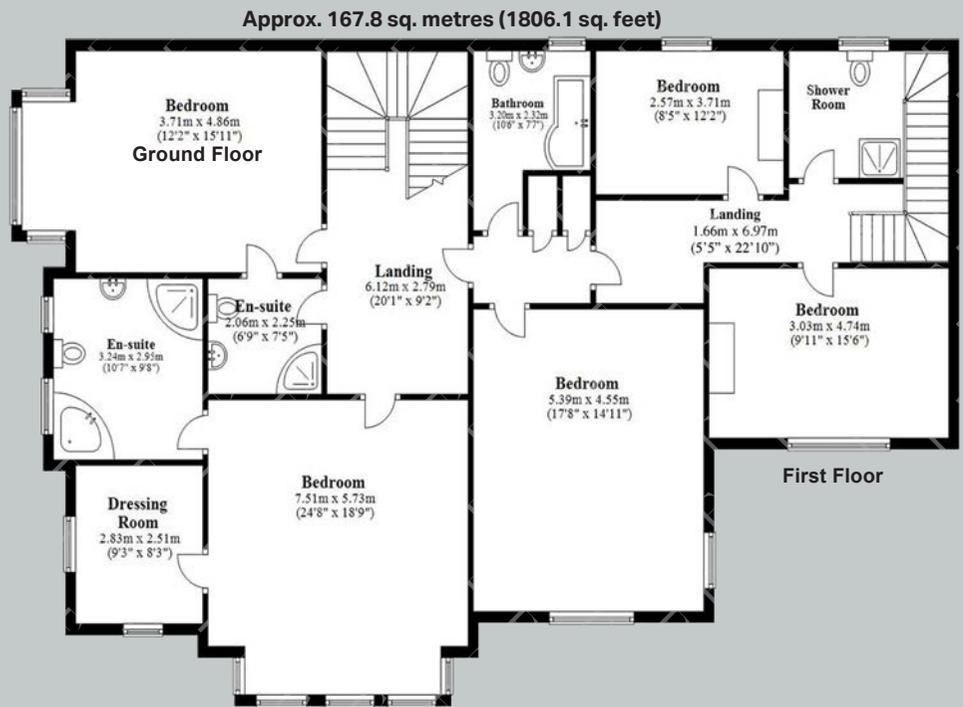 Approx. 167.8 sq. metres (1806.1 sq. feet)
Bedroom
3.71m x 4.86m
(12'2" x 15'11")
Ground Floor
Bathroom
3.20m x 2.32m
(10'6" x 7'7")
Bedroom
2.57m x 3.71m
(8'5" x 12'2")
Shower
Room
Landing
1.66m x 6.97m
(5'5" x 22'10")
Landing
6.12m x 2.79m
(20'1" x 9'2")
En-suite
2.06m x 2.25m
(6'9" x 7'5")
En-suite
3.24m x 2.95m
(10'7" x 9'8")
Bedroom
3.03m x 4.74m
(9'11" x 15'6")
Bedroom
5.39m x 4.55m
(17'8" x 14'11")
First Floor
Bedroom
7.51m x 5.73m
(24'8" x 18'9")
Dressing
Room
2.83m x 2.51m
(9'3" x 8'3")